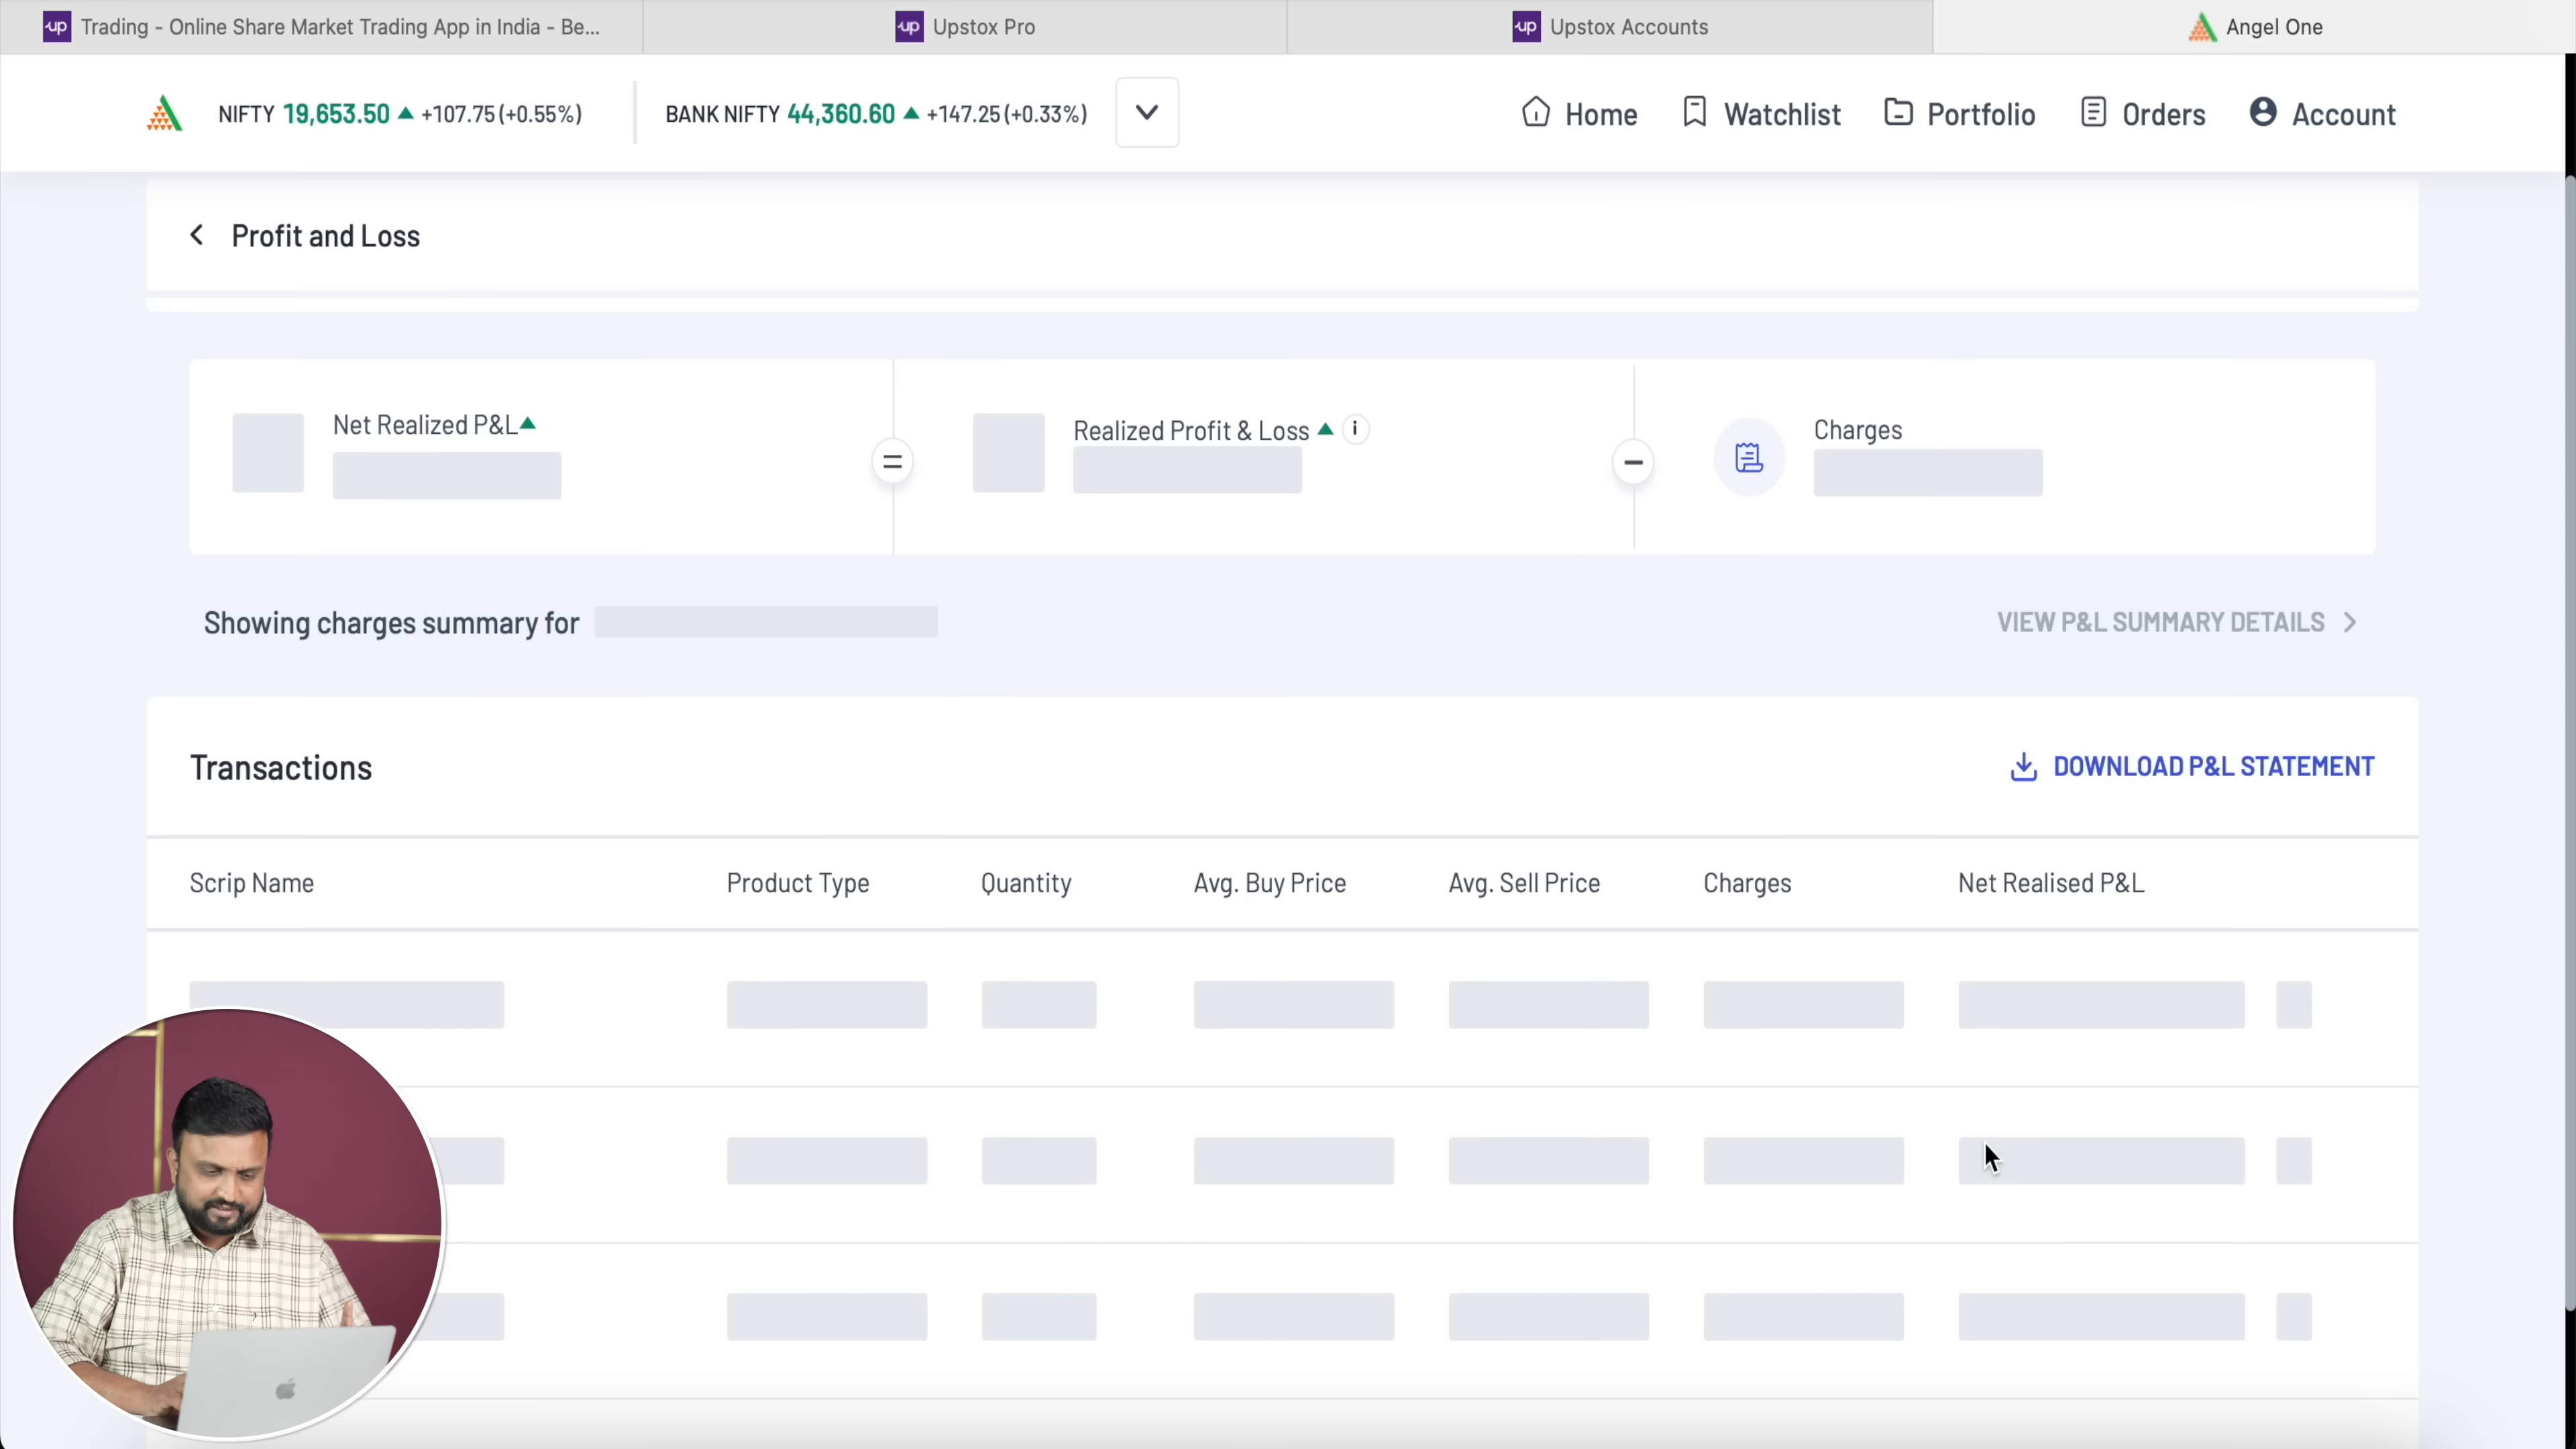 up Trading - Online Share Market Trading App in India - Be...
up Upstox Pro
up Upstox Accounts
Angel One
NIFTY 19,653.50 ▲ +107.75 (+0.55%)
BANK NIFTY 44,360.60 ▲ +147.25 (+0.33%)
Home
Watchlist
Portfolio
Orders
Account
Profit and Loss
Net Realized P&L ▲
=
Realized Profit & Loss ▲ i
−
Charges
Showing charges summary for
VIEW P&L SUMMARY DETAILS >
Transactions
DOWNLOAD P&L STATEMENT
Scrip Name
Product Type
Quantity
Avg. Buy Price
Avg. Sell Price
Charges
Net Realised P&L